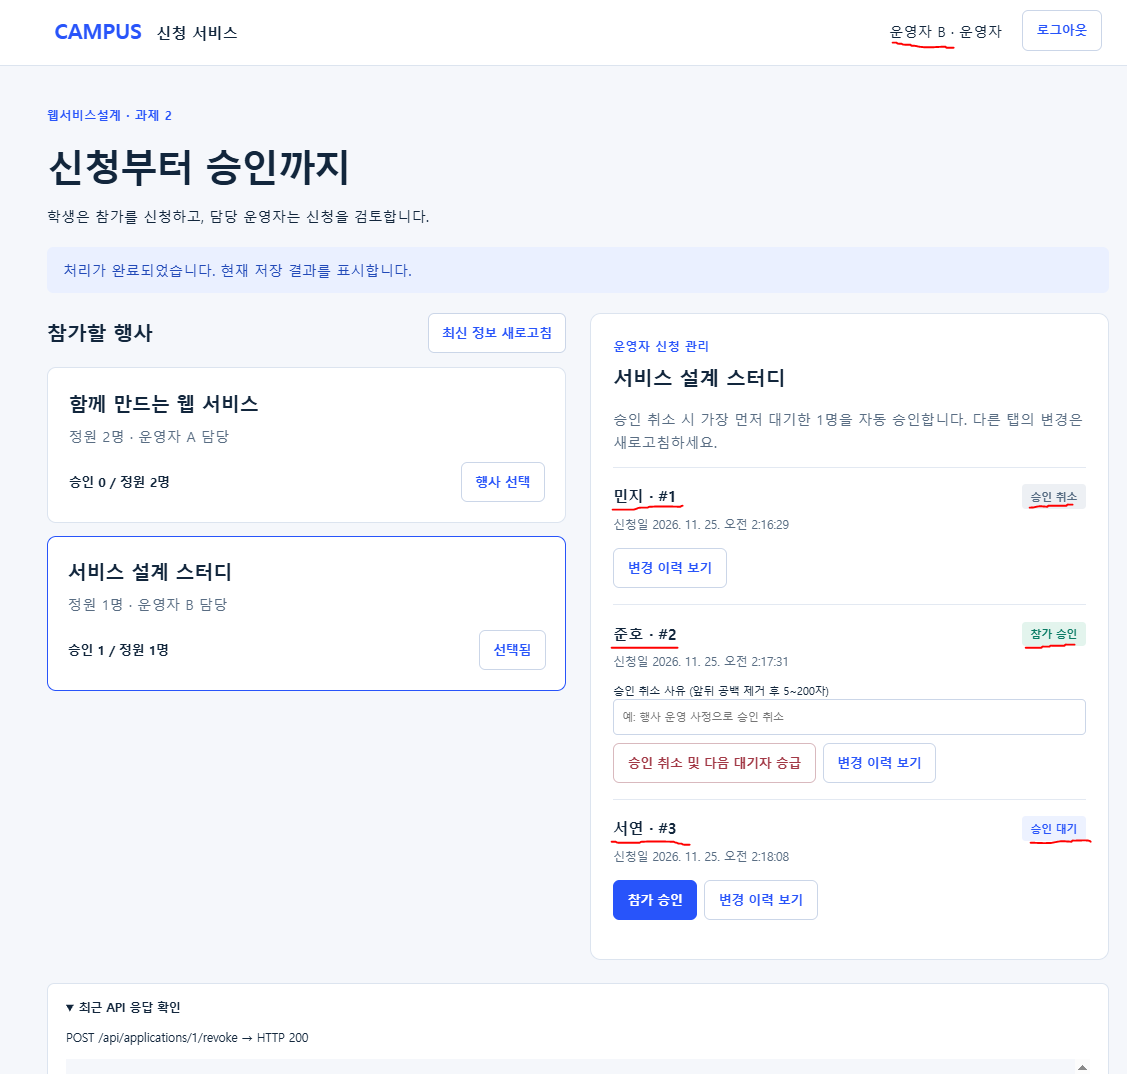 CAMPUS 신청 서비스
운영자 B · 운영자
로그아웃
웹서비스설계 · 과제 2
신청부터 승인까지
학생은 참가를 신청하고, 담당 운영자는 신청을 검토합니다.
처리가 완료되었습니다. 현재 저장 결과를 표시합니다.
참가할 행사
최신 정보 새로고침
함께 만드는 웹 서비스
정원 2명 · 운영자 A 담당
승인 0 / 정원 2명
행사 선택
서비스 설계 스터디
정원 1명 · 운영자 B 담당
승인 1 / 정원 1명
선택됨
운영자 신청 관리
서비스 설계 스터디
승인 취소 시 가장 먼저 대기한 1명을 자동 승인합니다. 다른 탭의 변경은
새로고침하세요.
민지 · #1
승인 취소
신청일 2026. 11. 25. 오전 2:16:29
변경 이력 보기
준호 · #2
참가 승인
신청일 2026. 11. 25. 오전 2:17:31
승인 취소 사유 (앞뒤 공백 제거 후 5~200자)
예: 행사 운영 사정으로 승인 취소
승인 취소 및 다음 대기자 승급
변경 이력 보기
서연 · #3
승인 대기
신청일 2026. 11. 25. 오전 2:18:08
참가 승인
변경 이력 보기
▼ 최근 API 응답 확인
POST /api/applications/1/revoke → HTTP 200